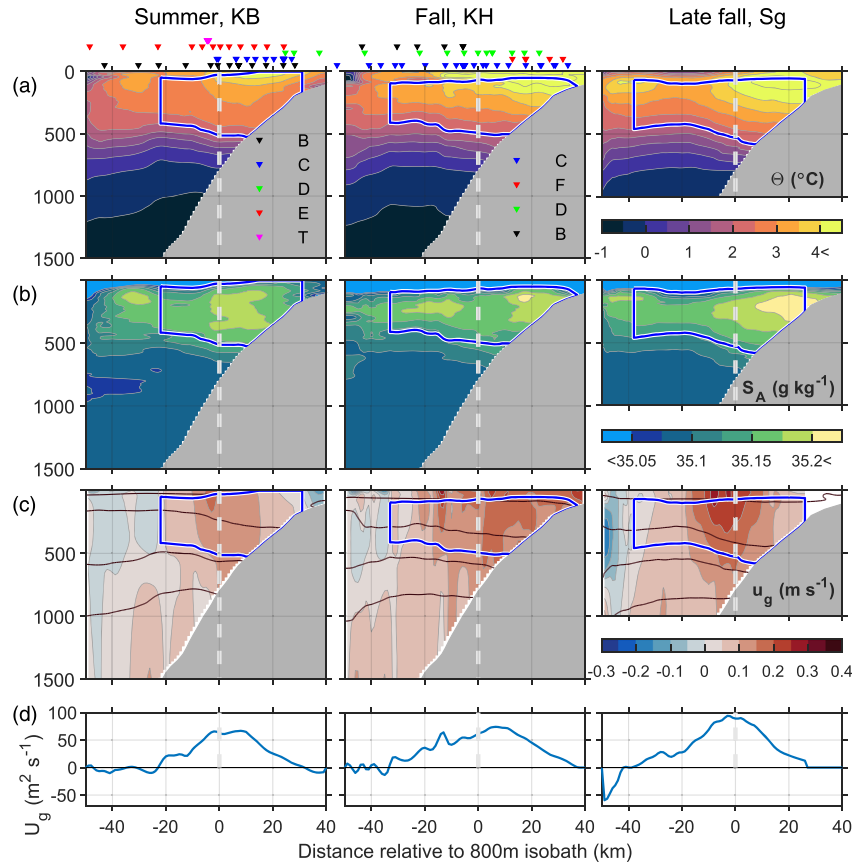 Summer, KB
Fall, KH
Late fall, Sg
(a)
0
500
1000
1500
B
C
D
E
T
C
F
D
B
Θ (°C)
-1 0 1 2 3 4<
(b)
500
1000
1500
S_A (g kg⁻¹)
<35.05 35.1 35.15 35.2<
(c)
500
1000
1500
u_g (m s⁻¹)
-0.3 -0.2 -0.1 0 0.1 0.2 0.3 0.4
(d)
100
50
0
-50
U_g (m² s⁻¹)
-40 -20 0 20 40
-40 -20 0 20 40
-40 -20 0 20 40
Distance relative to 800m isobath (km)